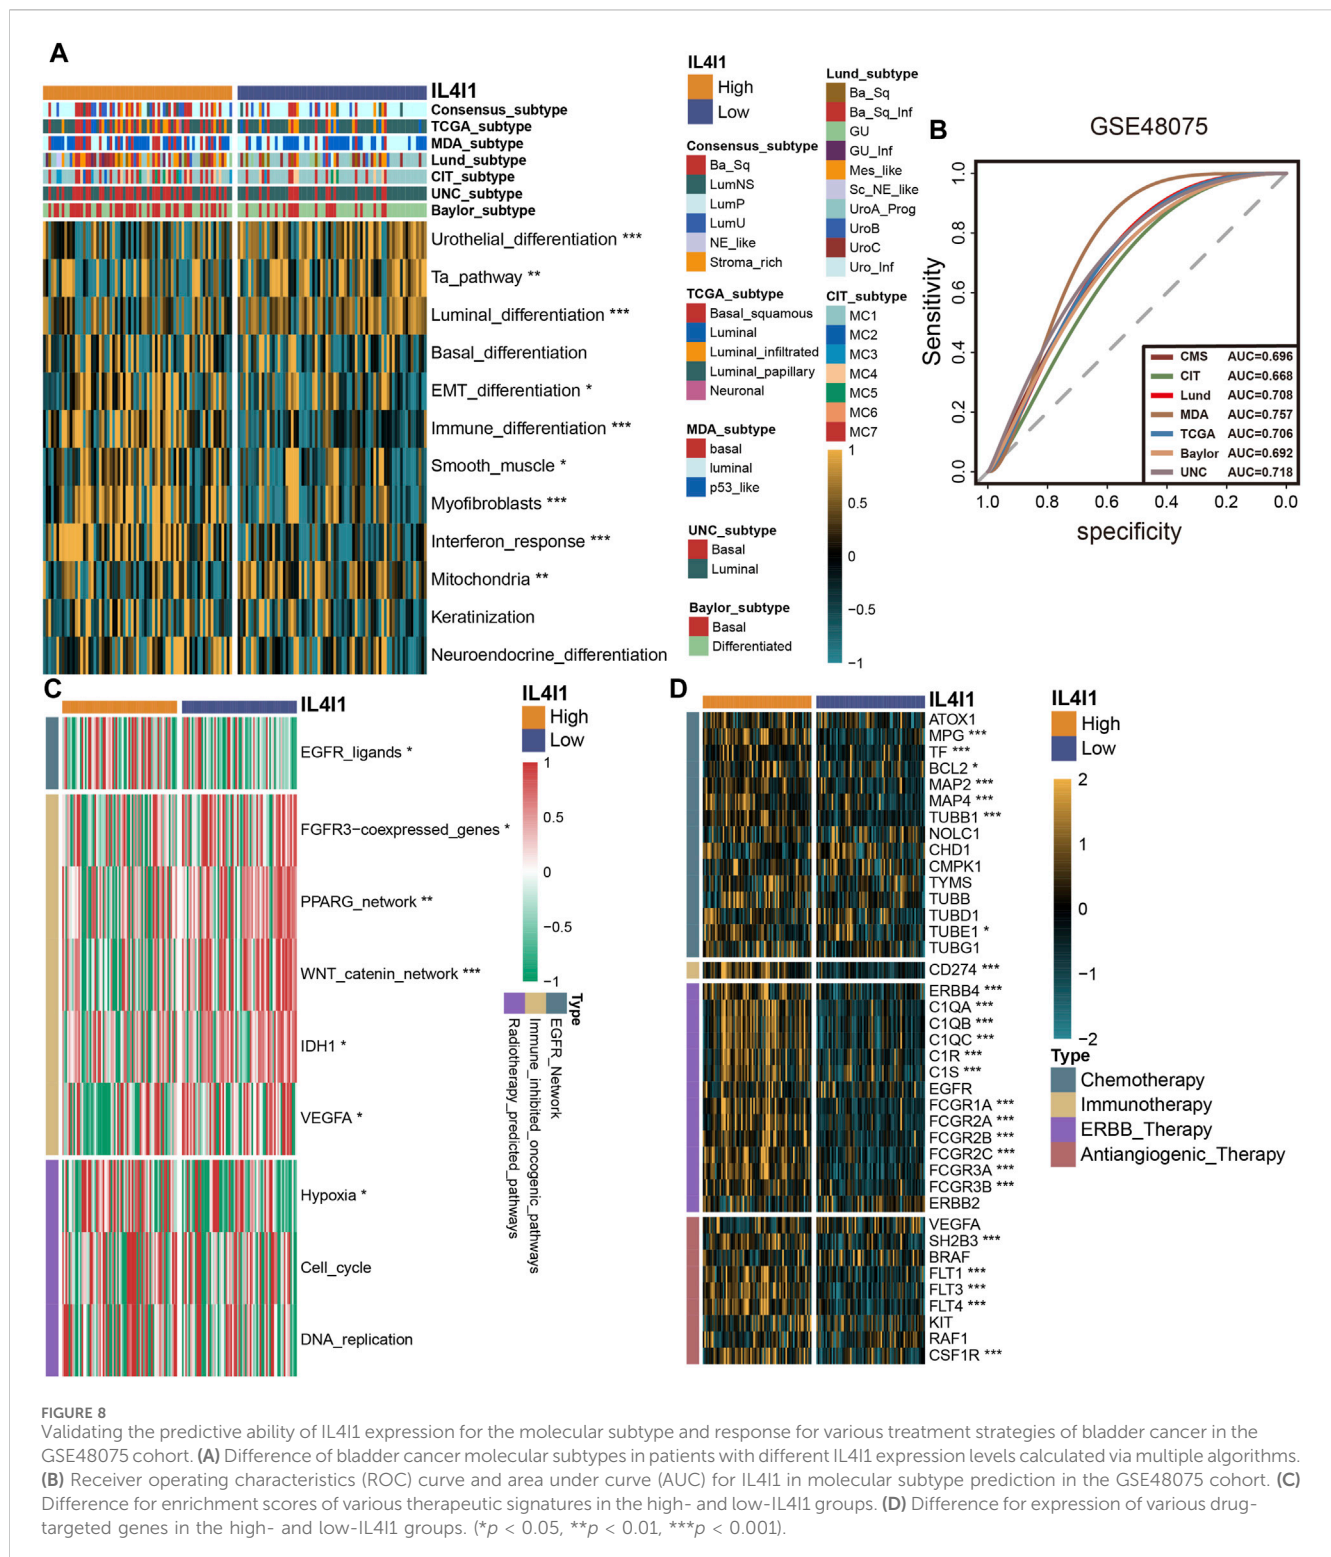 A
IL4I1
Consensus_subtype
TCGA_subtype
MDA_subtype
Lund_subtype
CIT_subtype
UNC_subtype
Baylor_subtype
Urothelial_differentiation ***
Ta_pathway **
Luminal_differentiation ***
Basal_differentiation
EMT_differentiation *
Immune_differentiation ***
Smooth_muscle *
Myofibroblasts ***
Interferon_response ***
Mitochondria **
Keratinization
Neuroendocrine_differentiation
IL4I1
High
Low
Consensus_subtype
Ba_Sq
LumNS
LumP
LumU
NE_like
Stroma_rich
TCGA_subtype
Basal_squamous
Luminal
Luminal_infiltrated
Luminal_papillary
Neuronal
MDA_subtype
basal
luminal
p53_like
UNC_subtype
Basal
Luminal
Baylor_subtype
Basal
Differentiated
Lund_subtype
Ba_Sq
Ba_Sq_Inf
GU
GU_Inf
Mes_like
Sc_NE_like
UroA_Prog
UroB
UroC
Uro_Inf
CIT_subtype
MC1
MC2
MC3
MC4
MC5
MC6
MC7
1
0.5
0
−0.5
−1
B
GSE48075
Sensitivity
1.0
0.8
0.6
0.4
0.2
0.0
CMS AUC=0.696
CIT AUC=0.668
Lund AUC=0.708
MDA AUC=0.757
TCGA AUC=0.706
Baylor AUC=0.692
UNC AUC=0.718
1.0 0.8 0.6 0.4 0.2 0.0
specificity
C
IL4I1
EGFR_ligands *
FGFR3−coexpressed_genes *
PPARG_network **
WNT_catenin_network ***
IDH1 *
VEGFA *
Hypoxia *
Cell_cycle
DNA_replication
IL4I1
High
Low
1
0.5
0
−0.5
−1
Type
EGFR_Network
Immune_inhibited_oncogenic_pathways
Radiotherapy_predicted_pathways
D
IL4I1
ATOX1
MPG ***
TF ***
BCL2 *
MAP2 ***
MAP4 ***
TUBB1 ***
NOLC1
CHD1
CMPK1
TYMS
TUBB
TUBD1
TUBE1 *
TUBG1
CD274 ***
ERBB4 ***
C1QA ***
C1QB ***
C1QC ***
C1R ***
C1S ***
EGFR
FCGR1A ***
FCGR2A ***
FCGR2B ***
FCGR2C ***
FCGR3A ***
FCGR3B ***
ERBB2
VEGFA
SH2B3 ***
BRAF
FLT1 ***
FLT3 ***
FLT4 ***
KIT
RAF1
CSF1R ***
IL4I1
High
Low
2
1
0
−1
−2
Type
Chemotherapy
Immunotherapy
ERBB_Therapy
Antiangiogenic_Therapy
FIGURE 8
Validating the predictive ability of IL4I1 expression for the molecular subtype and response for various treatment strategies of bladder cancer in the
GSE48075 cohort. (A) Difference of bladder cancer molecular subtypes in patients with different IL4I1 expression levels calculated via multiple algorithms.
(B) Receiver operating characteristics (ROC) curve and area under curve (AUC) for IL4I1 in molecular subtype prediction in the GSE48075 cohort. (C)
Difference for enrichment scores of various therapeutic signatures in the high- and low-IL4I1 groups. (D) Difference for expression of various drug-
targeted genes in the high- and low-IL4I1 groups. (*p < 0.05, **p < 0.01, ***p < 0.001).